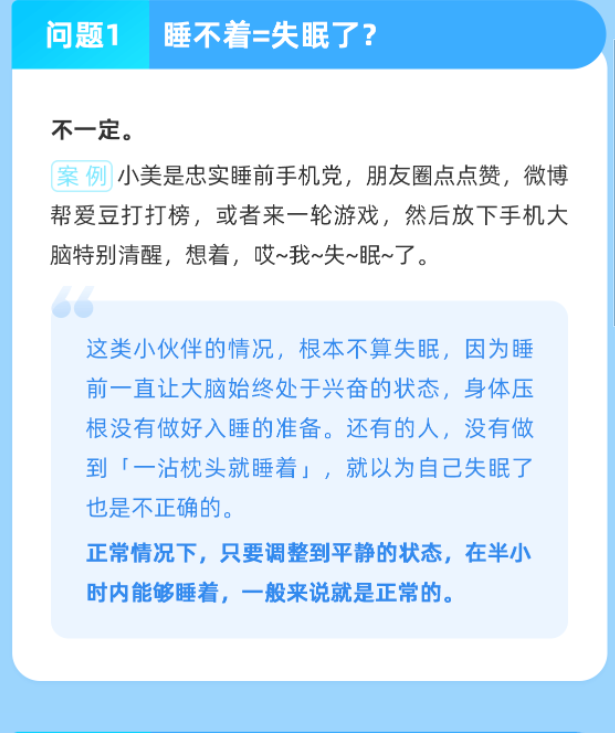 问题1 睡不着=失眠了？
不一定。
案例 小美是忠实睡前手机党，朋友圈点点赞，微博
帮爱豆打打榜，或者来一轮游戏，然后放下手机大
脑特别清醒，想着，哎~我~失~眠~了。
这类小伙伴的情况，根本不算失眠，因为睡
前一直让大脑始终处于兴奋的状态，身体压
根没有做好入睡的准备。还有的人，没有做
到「一沾枕头就睡着」，就以为自己失眠了
也是不正确的。
正常情况下，只要调整到平静的状态，在半小
时内能够睡着，一般来说就是正常的。